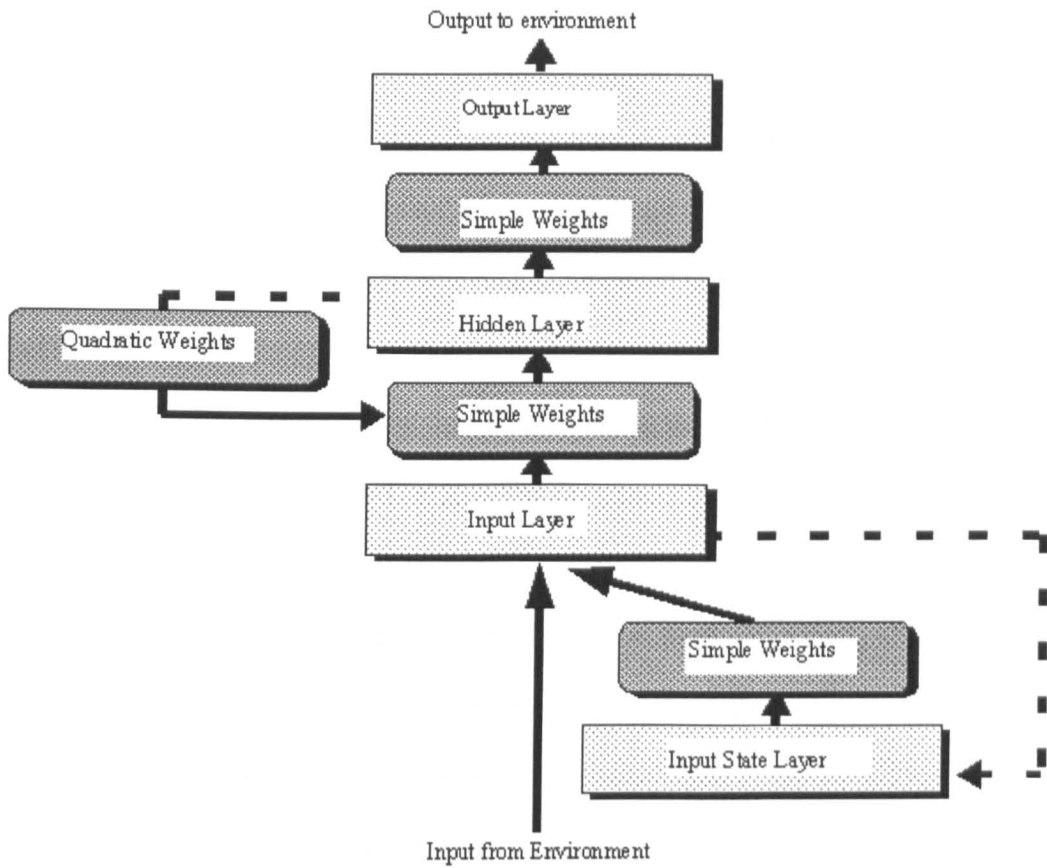 Output to environment
Output Layer
Simple Weights
Hidden Layer
Quadratic Weights
Simple Weights
Input Layer
Simple Weights
Input State Layer
Input from Environment